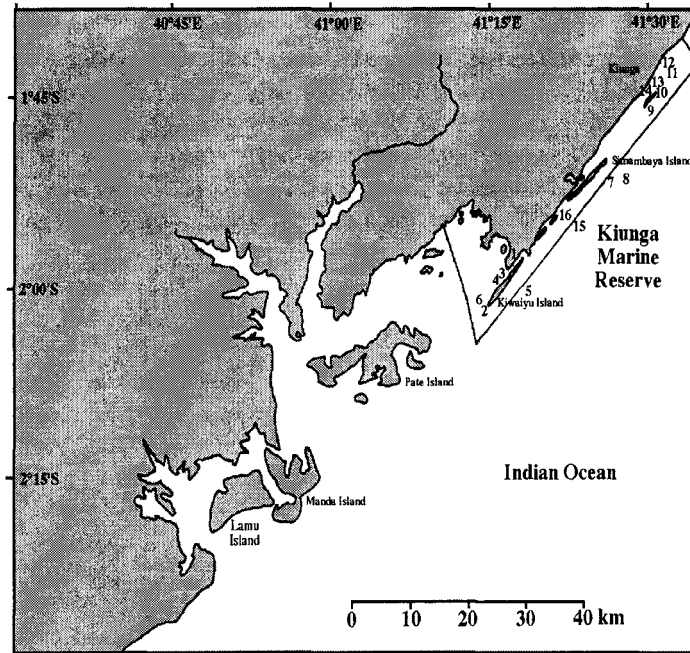 40°45'E 41°00'E 41°15'E 41°30'E
Kiunga
12
11
13
14 10
9
1°45'S
Simambaya Island
7 8
16
15
Kiunga
Marine
Reserve
1
3
4
2°00'S
6 5
2 Kiwaiyu Island
Pate Island
2°15'S
Indian Ocean
Manda Island
Lamu
Island
0 10 20 30 40 km